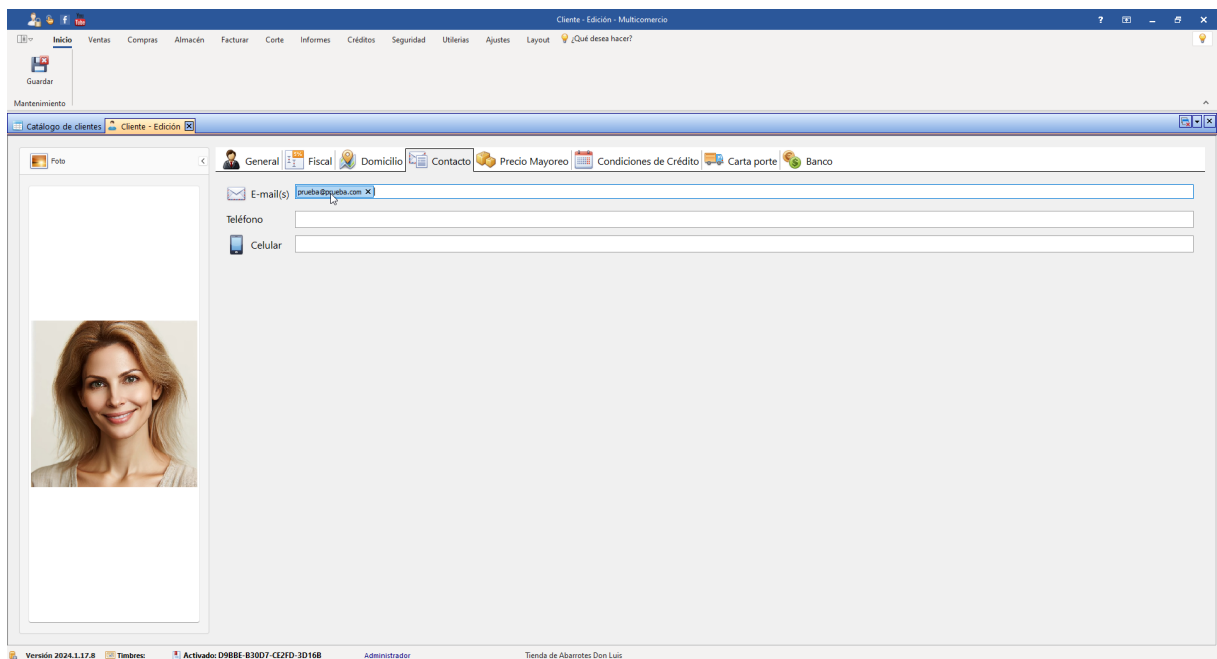 Cliente - Edición - Multicomercio
Inicio Ventas Compras Almacén Facturar Corte Informes Créditos Seguridad Utilerias Ajustes Layout ¿Qué desea hacer?
Guardar
Mantenimiento
Catálogo de clientes Cliente - Edición
Foto
General Fiscal Domicilio Contacto Precio Mayoreo Condiciones de Crédito Carta porte Banco
E-mail(s) prueba@prueba.com
Teléfono
Celular
Versión 2024.1.17.8 Timbres: Activado: D9BBE-B30D7-CE2FD-3D16B Administrador Tienda de Abarrotes Don Luis